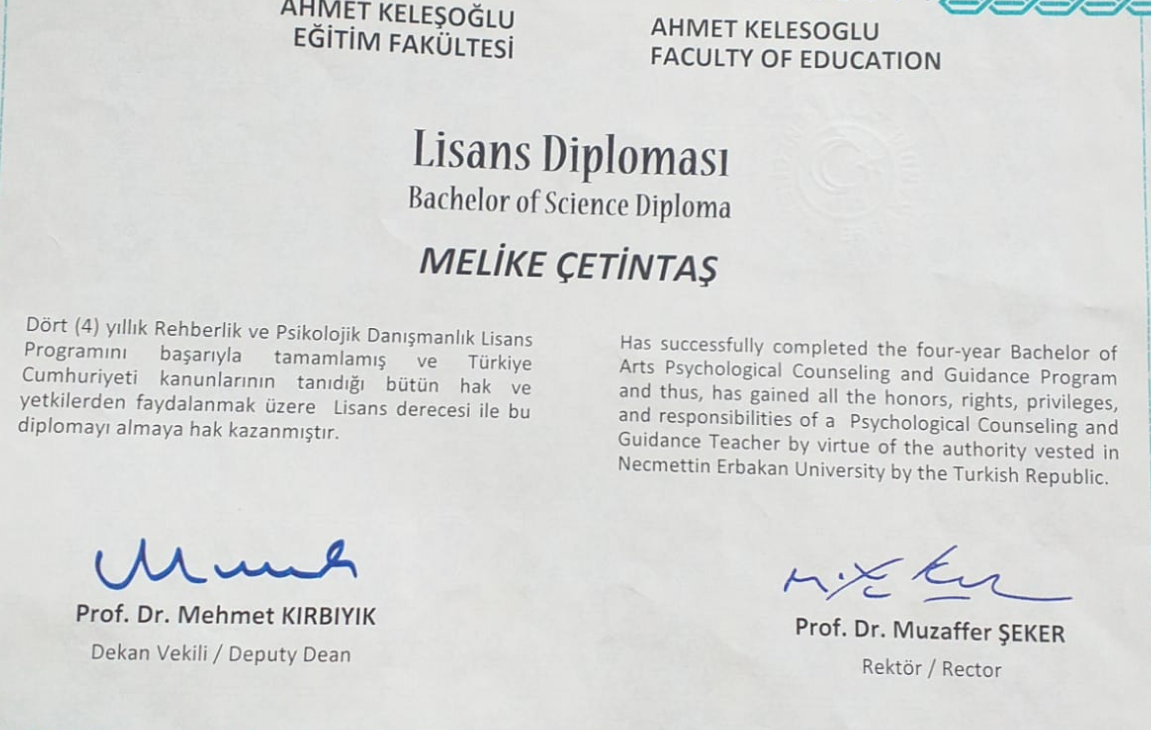 AHMET KELEŞOĞLU
EĞİTİM FAKÜLTESİ
AHMET KELESOGLU
FACULTY OF EDUCATION
Lisans Diploması
Bachelor of Science Diploma
MELİKE ÇETİNTAŞ
Dört (4) yıllık Rehberlik ve Psikolojik Danışmanlık Lisans
Programını başarıyla tamamlamış ve Türkiye
Cumhuriyeti kanunlarının tanıdığı bütün hak ve
yetkilerden faydalanmak üzere Lisans derecesi ile bu
diplomayı almaya hak kazanmıştır.
Has successfully completed the four-year Bachelor of
Arts Psychological Counseling and Guidance Program
and thus, has gained all the honors, rights, privileges,
and responsibilities of a Psychological Counseling and
Guidance Teacher by virtue of the authority vested in
Necmettin Erbakan University by the Turkish Republic.
Prof. Dr. Mehmet KIRBIYIK
Dekan Vekili / Deputy Dean
Prof. Dr. Muzaffer ŞEKER
Rektör / Rector